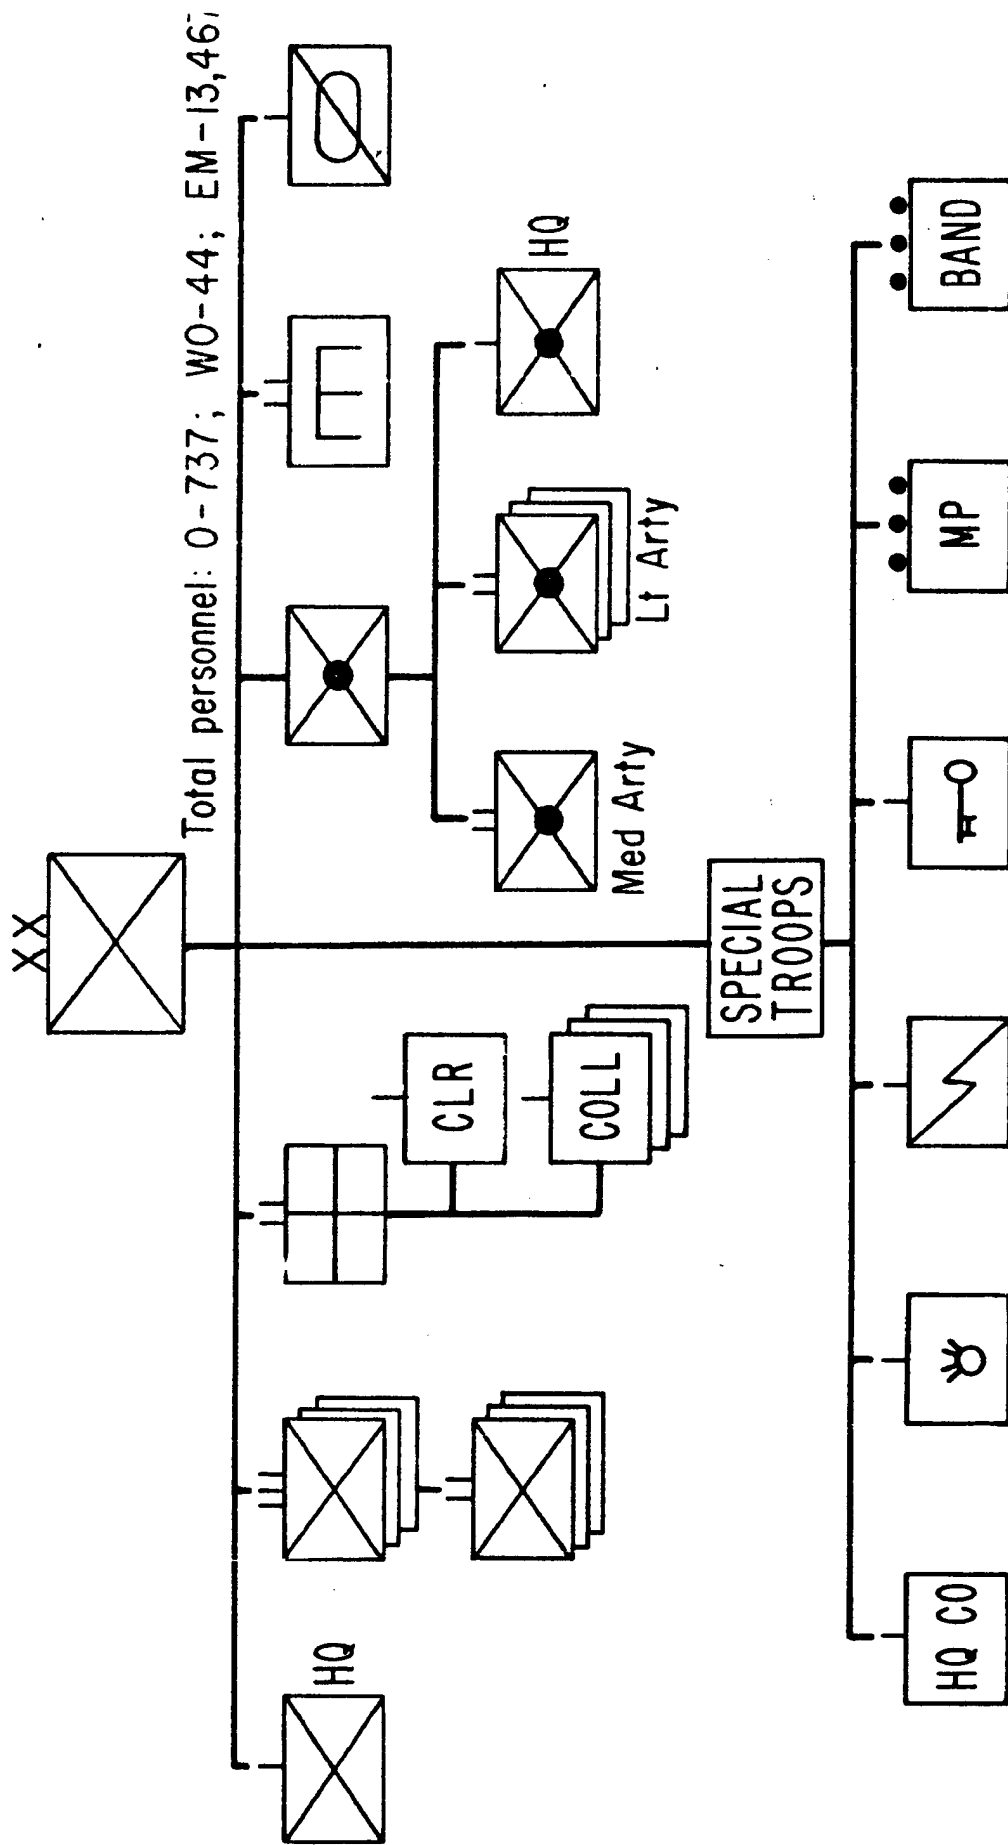 XX
Total personnel: O-737; WO-44; EM-13,467
HQ
CLR
COLL
Med Arty
Lt Arty
HQ
SPECIAL
TROOPS
HQ CO
MP
BAND